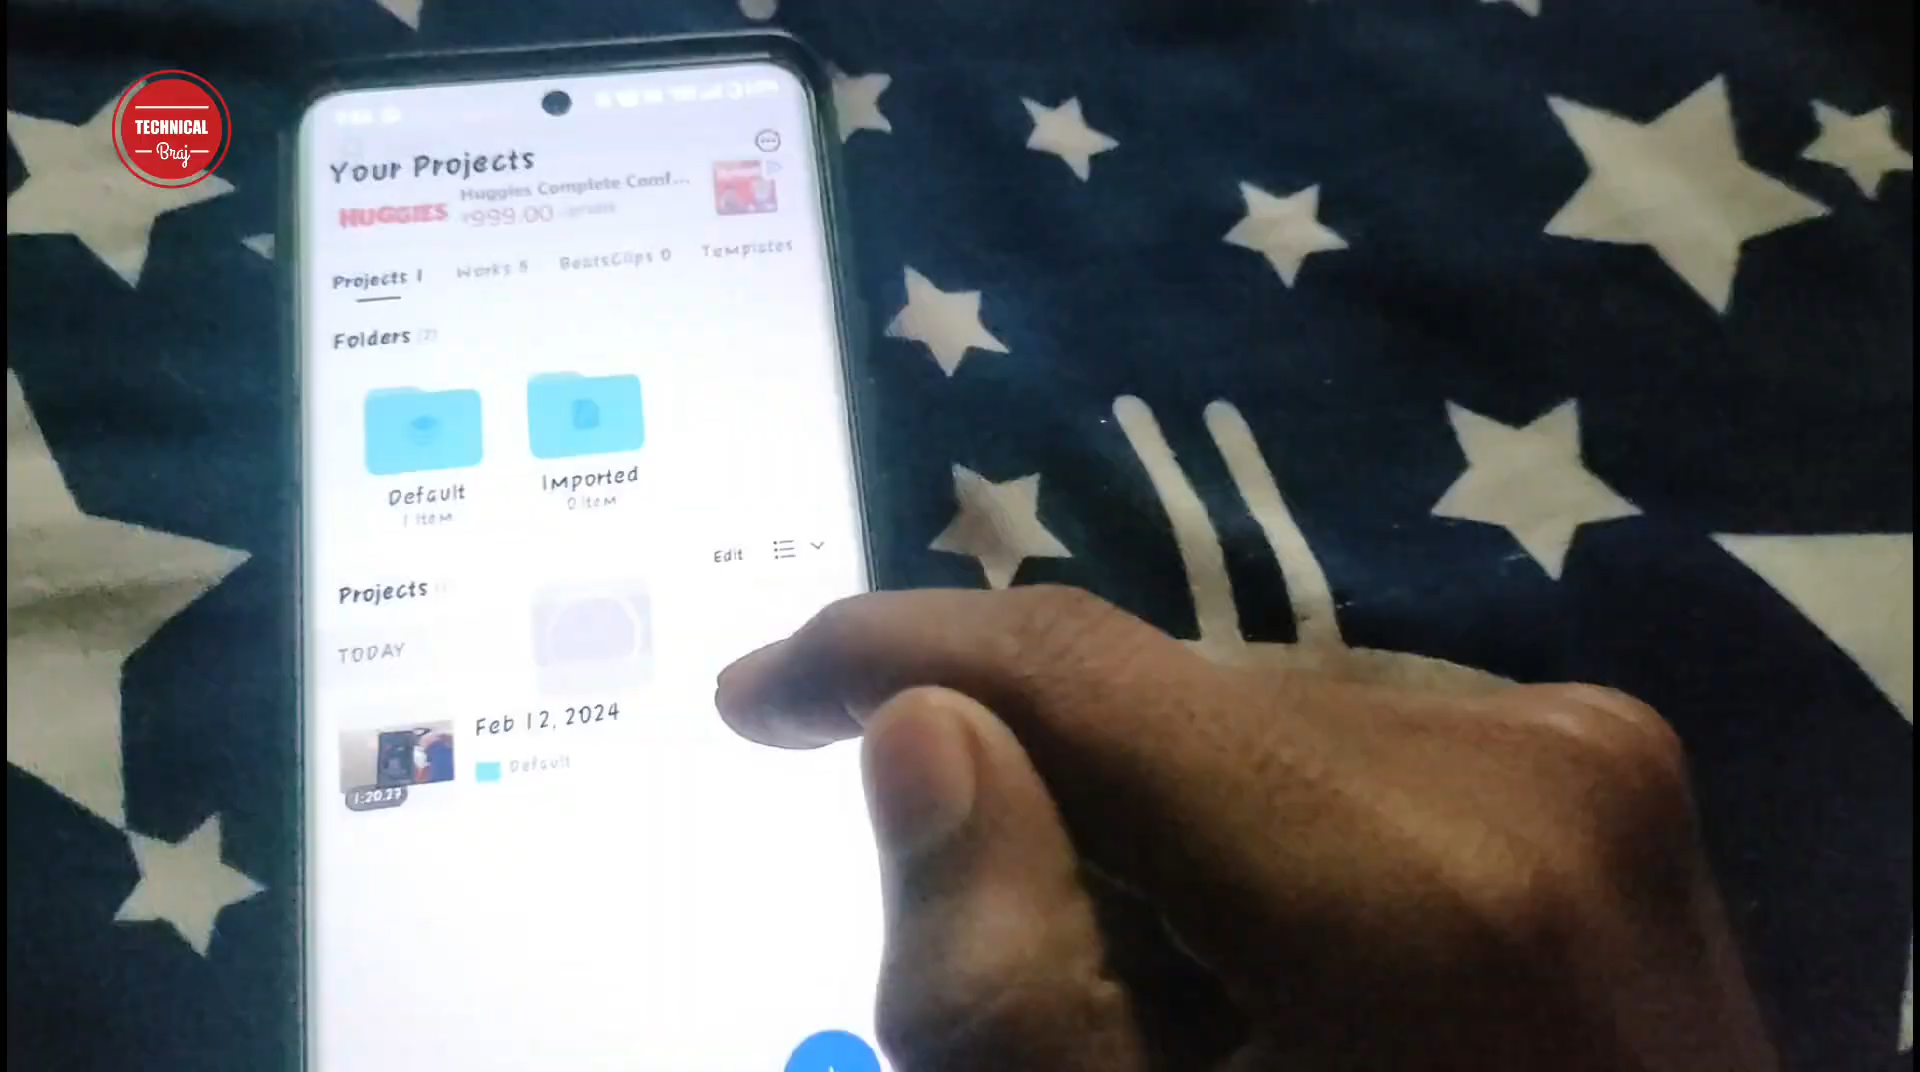 TECHNICAL
Braj
Your Projects
Huggies Complete Comf...
HUGGIES
₹999.00
Projects 1
Works 5
BeatsClips 0
Templates
Folders (2)
Default
1 item
Imported
0 item
Edit
Projects
TODAY
Feb 12, 2024
Default
1:20.27